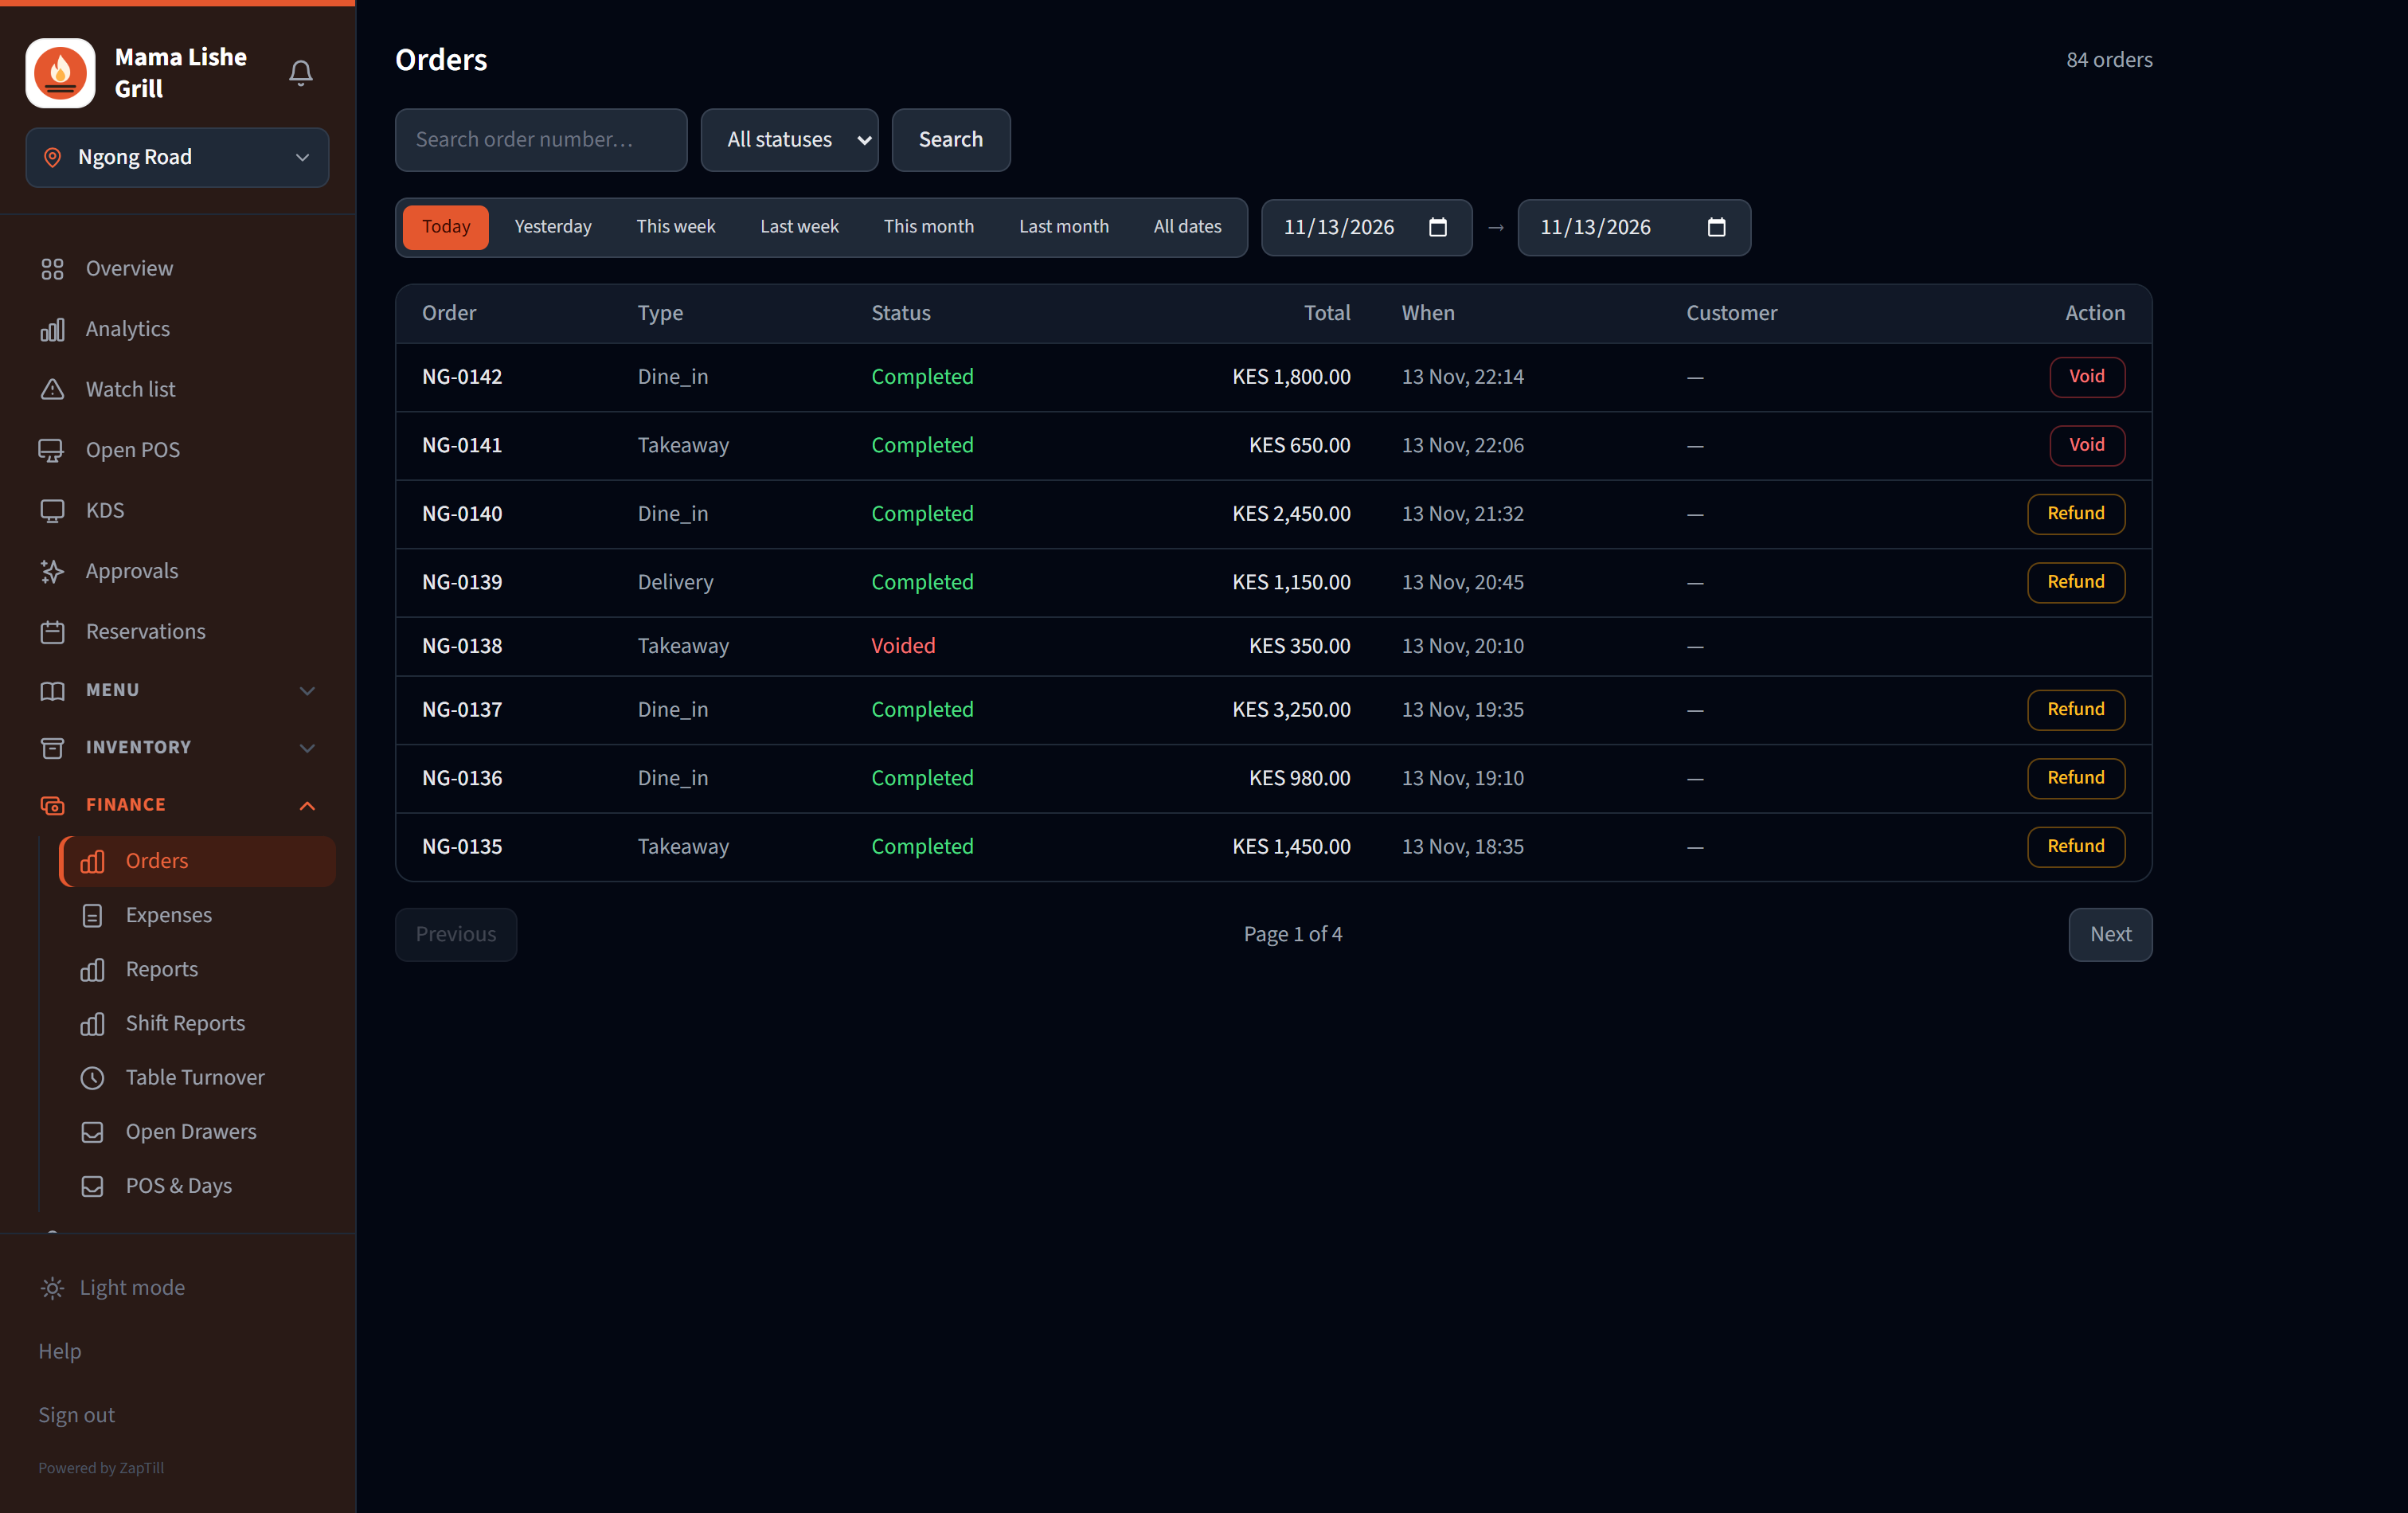 Mama Lishe
Grill
Ngong Road
Overview
Analytics
Watch list
Open POS
KDS
Approvals
Reservations
MENU
INVENTORY
FINANCE
Orders
Expenses
Reports
Shift Reports
Table Turnover
Open Drawers
POS & Days
Light mode
Help
Sign out
Powered by ZapTill
Orders
84 orders
Search order number…
All statuses
Search
Today Yesterday This week Last week This month Last month All dates 11/13/2026 → 11/13/2026
Order Type Status Total When Customer Action
NG-0142 Dine_in Completed KES 1,800.00 13 Nov, 22:14 — Void
NG-0141 Takeaway Completed KES 650.00 13 Nov, 22:06 — Void
NG-0140 Dine_in Completed KES 2,450.00 13 Nov, 21:32 — Refund
NG-0139 Delivery Completed KES 1,150.00 13 Nov, 20:45 — Refund
NG-0138 Takeaway Voided KES 350.00 13 Nov, 20:10 —
NG-0137 Dine_in Completed KES 3,250.00 13 Nov, 19:35 — Refund
NG-0136 Dine_in Completed KES 980.00 13 Nov, 19:10 — Refund
NG-0135 Takeaway Completed KES 1,450.00 13 Nov, 18:35 — Refund
Previous Page 1 of 4 Next